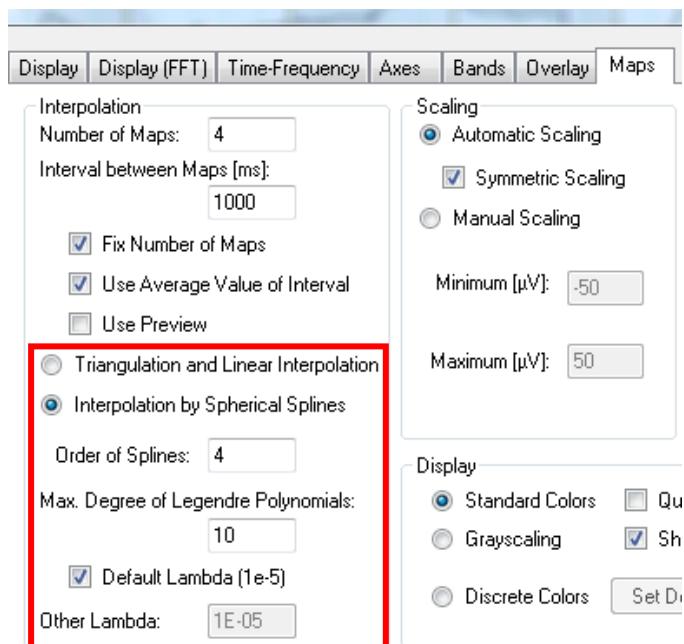 Display Display (FFT) Time-Frequency Axes Bands Overlay Maps
Interpolation
Number of Maps: 4
Interval between Maps [ms]:
1000
Fix Number of Maps
Use Average Value of Interval
Use Preview
Triangulation and Linear Interpolation
Interpolation by Spherical Splines
Order of Splines: 4
Max. Degree of Legendre Polynomials:
10
Default Lambda (1e-5)
Other Lambda: 1E-05
Scaling
Automatic Scaling
Symmetric Scaling
Manual Scaling
Minimum [µV]: -50
Maximum [µV]: 50
Display
Standard Colors Qu
Grayscaling Sh
Discrete Colors Set D